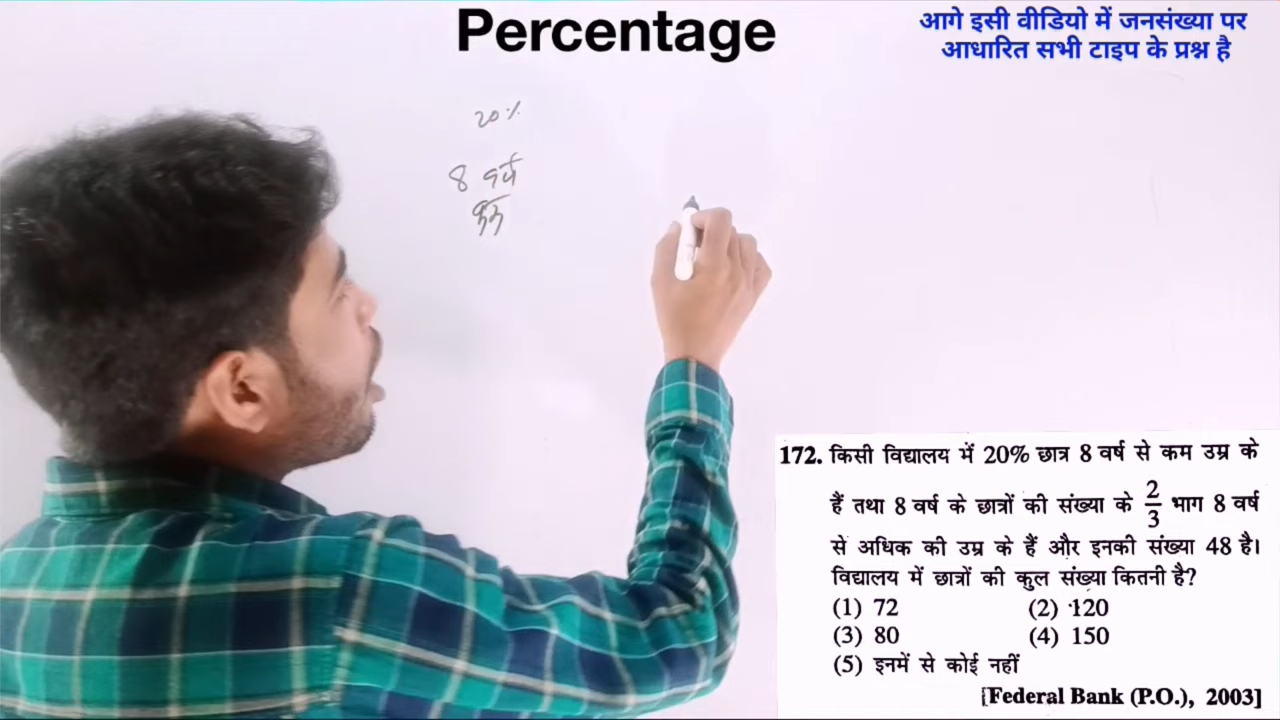 Percentage
आगे इसी वीडियो में जनसंख्या पर
आधारित सभी टाइप के प्रश्न है
20%
8 वर्ष
कम
172. किसी विद्यालय में 20% छात्र 8 वर्ष से कम उम्र के
हैं तथा 8 वर्ष के छात्रों की संख्या के 2/3 भाग 8 वर्ष
से अधिक की उम्र के हैं और इनकी संख्या 48 है।
विद्यालय में छात्रों की कुल संख्या कितनी है?
(1) 72 (2) 120
(3) 80 (4) 150
(5) इनमें से कोई नहीं
[Federal Bank (P.O.), 2003]